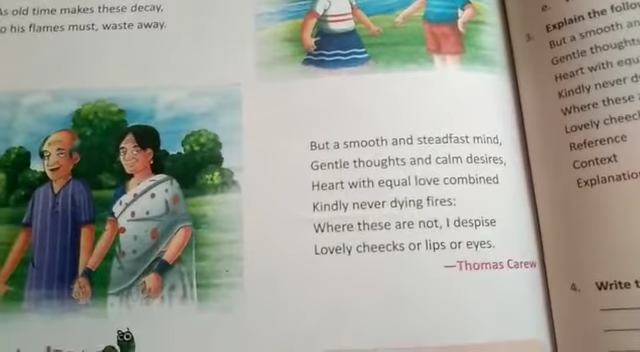 As old time makes these decay,
o his flames must, waste away.
But a smooth and steadfast mind,
Gentle thoughts and calm desires,
Heart with equal love combined
Kindly never dying fires:
Where these are not, I despise
Lovely cheecks or lips or eyes.
—Thomas Carew
e.
3. Explain the follo
But a smooth an
Gentle thought
Heart with equ
Kindly never d
Where these
Lovely cheec
Reference
Context
Explanatio
4. Write t